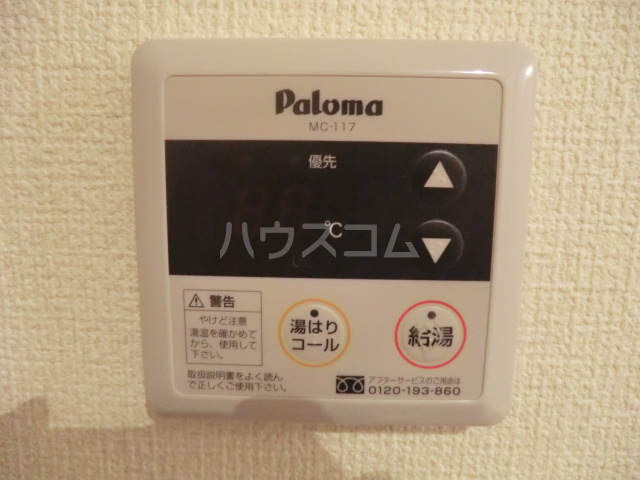 Paloma
MC-117
優先
℃
ハウスコム
警告
やけど注意
湯温を確かめて
から、使用して
下さい。
湯はり
コール
給湯
取扱説明書をよく読ん
で正しくご使用下さい。
アフターサービスのご用命は
0120-193-860